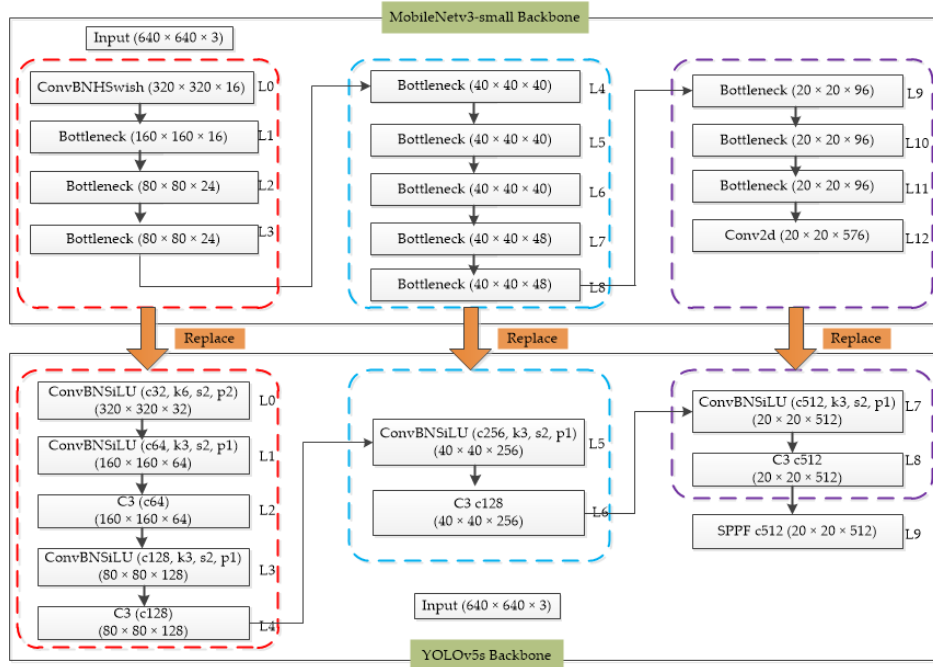 MobileNetv3-small Backbone
Input (640 × 640 × 3)
ConvBNHSwish (320 × 320 × 16)
L0
Bottleneck (160 × 160 × 16)
L1
Bottleneck (80 × 80 × 24)
L2
Bottleneck (80 × 80 × 24)
L3
Bottleneck (40 × 40 × 40)
L4
Bottleneck (40 × 40 × 40)
L5
Bottleneck (40 × 40 × 40)
L6
Bottleneck (40 × 40 × 48)
L7
Bottleneck (40 × 40 × 48)
L8
Bottleneck (20 × 20 × 96)
L9
Bottleneck (20 × 20 × 96)
L10
Bottleneck (20 × 20 × 96)
L11
Conv2d (20 × 20 × 576)
L12
Replace
Replace
Replace
ConvBNSiLU (c32, k6, s2, p2)
(320 × 320 × 32)
L0
ConvBNSiLU (c64, k3, s2, p1)
(160 × 160 × 64)
L1
C3 (c64)
(160 × 160 × 64)
L2
ConvBNSiLU (c128, k3, s2, p1)
(80 × 80 × 128)
L3
C3 (c128)
(80 × 80 × 128)
L4
ConvBNSiLU (c256, k3, s2, p1)
(40 × 40 × 256)
L5
C3 c128
(40 × 40 × 256)
L6
ConvBNSiLU (c512, k3, s2, p1)
(20 × 20 × 512)
L7
C3 c512
(20 × 20 × 512)
L8
SPPF c512 (20 × 20 × 512)
L9
Input (640 × 640 × 3)
YOLOv5s Backbone